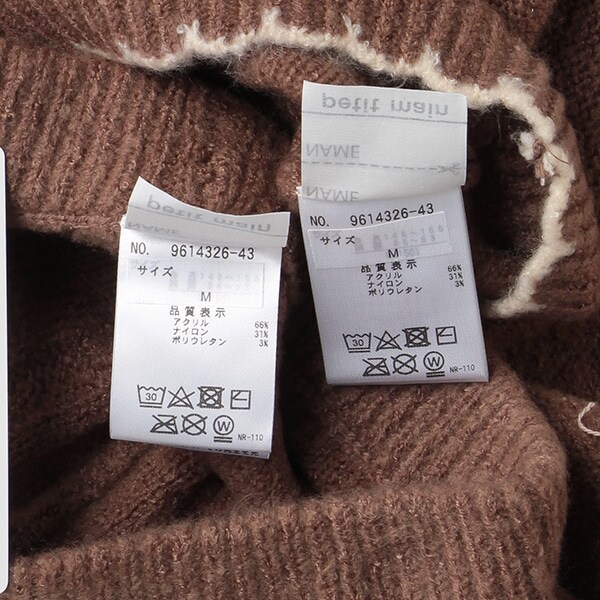 petit main
NAME
NO. 9614326-43
サイズ
M
品質表示
アクリル 66%
ナイロン 31%
ポリウレタン 3%
30
NR-110
petit main
NAME
NO. 9614326-43
サイズ
M
品質表示
アクリル 66%
ナイロン 31%
ポリウレタン 3%
30
NR-110